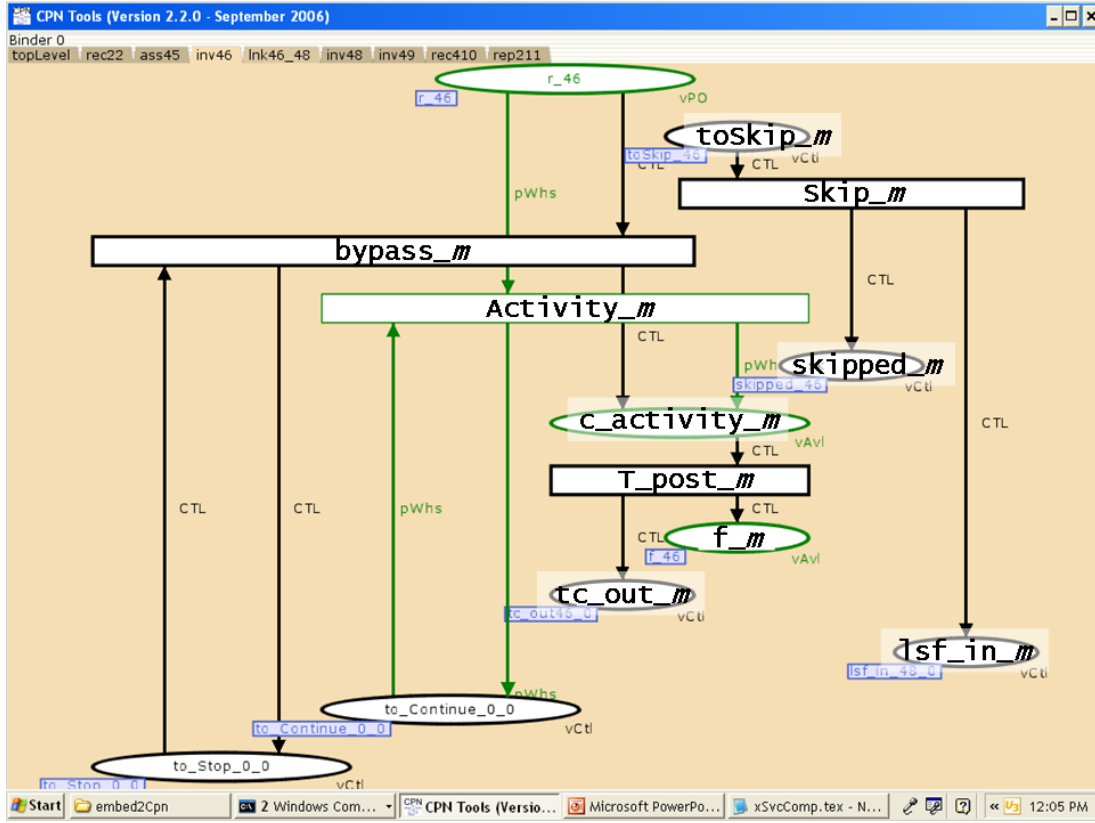 CPN Tools (Version 2.2.0 - September 2006)
Binder 0
topLevel rec22 ass45 inv46 lnk46_48 inv48 inv49 rec410 rep211
r_46
r_46
vPO
toSkip_m
toSkip_46
vCtl
CTL
CTL
pWhs
Skip_m
bypass_m
CTL
Activity_m
CTL
pWhs
skipped_m
skipped_46
vCtl
c_activity_m
vAvl
CTL
CTL
T_post_m
CTL
CTL
pWhs
CTL
CTL
f_m
f_46
vAvl
tc_out_m
tc_out46_0
vCtl
lsf_in_m
lsf_in_48_0
vCtl
pWhs
to_Continue_0_0
to_Continue_0_0
vCtl
to_Stop_0_0
to_Stop_0_0
vCtl
Start embed2Cpn 2 Windows Com... CPN Tools (Versio... Microsoft PowerPo... xSvcComp.tex - N... 12:05 PM